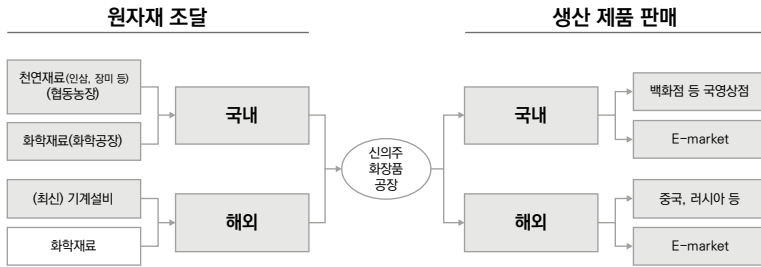 원자재 조달
생산 제품 판매
천연재료(인삼, 장미 등)
(협동농장)
화학재료(화학공장)
국내
(최신) 기계설비
화학재료
해외
신의주
화장품
공장
국내
백화점 등 국영상점
E-market
해외
중국, 러시아 등
E-market